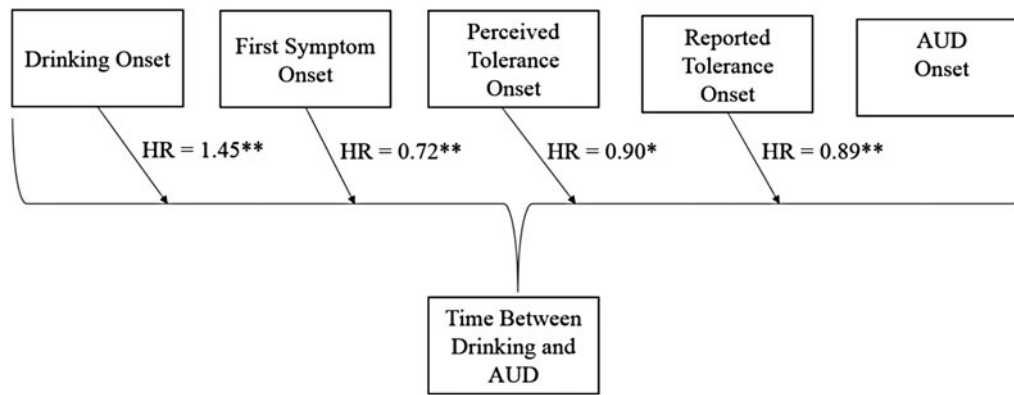 Drinking Onset
First Symptom
Onset
Perceived
Tolerance
Onset
Reported
Tolerance
Onset
AUD
Onset
HR = 1.45**
HR = 0.72**
HR = 0.90*
HR = 0.89**
Time Between
Drinking and
AUD